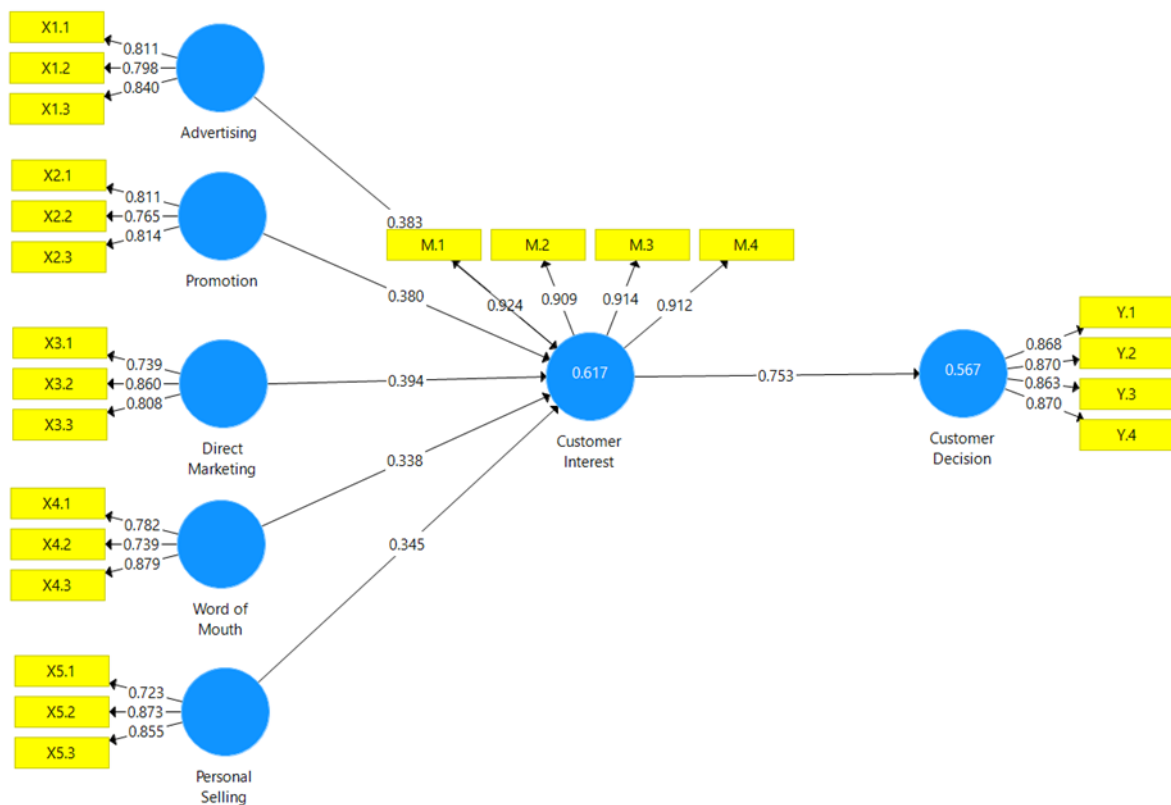 X1.1
0.811
X1.2
0.798
X1.3
0.840
Advertising
X2.1
0.811
X2.2
0.765
X2.3
0.814
Promotion
X3.1
0.739
X3.2
0.860
X3.3
0.808
Direct
Marketing
X4.1
0.782
X4.2
0.739
X4.3
0.879
Word of
Mouth
X5.1
0.723
X5.2
0.873
X5.3
0.855
Personal
Selling
0.383
0.380
0.394
0.338
0.345
M.1
M.2
M.3
M.4
0.924
0.909
0.914
0.912
0.617
Customer
Interest
0.753
0.567
Customer
Decision
0.868
Y.1
0.870
Y.2
0.863
Y.3
0.870
Y.4